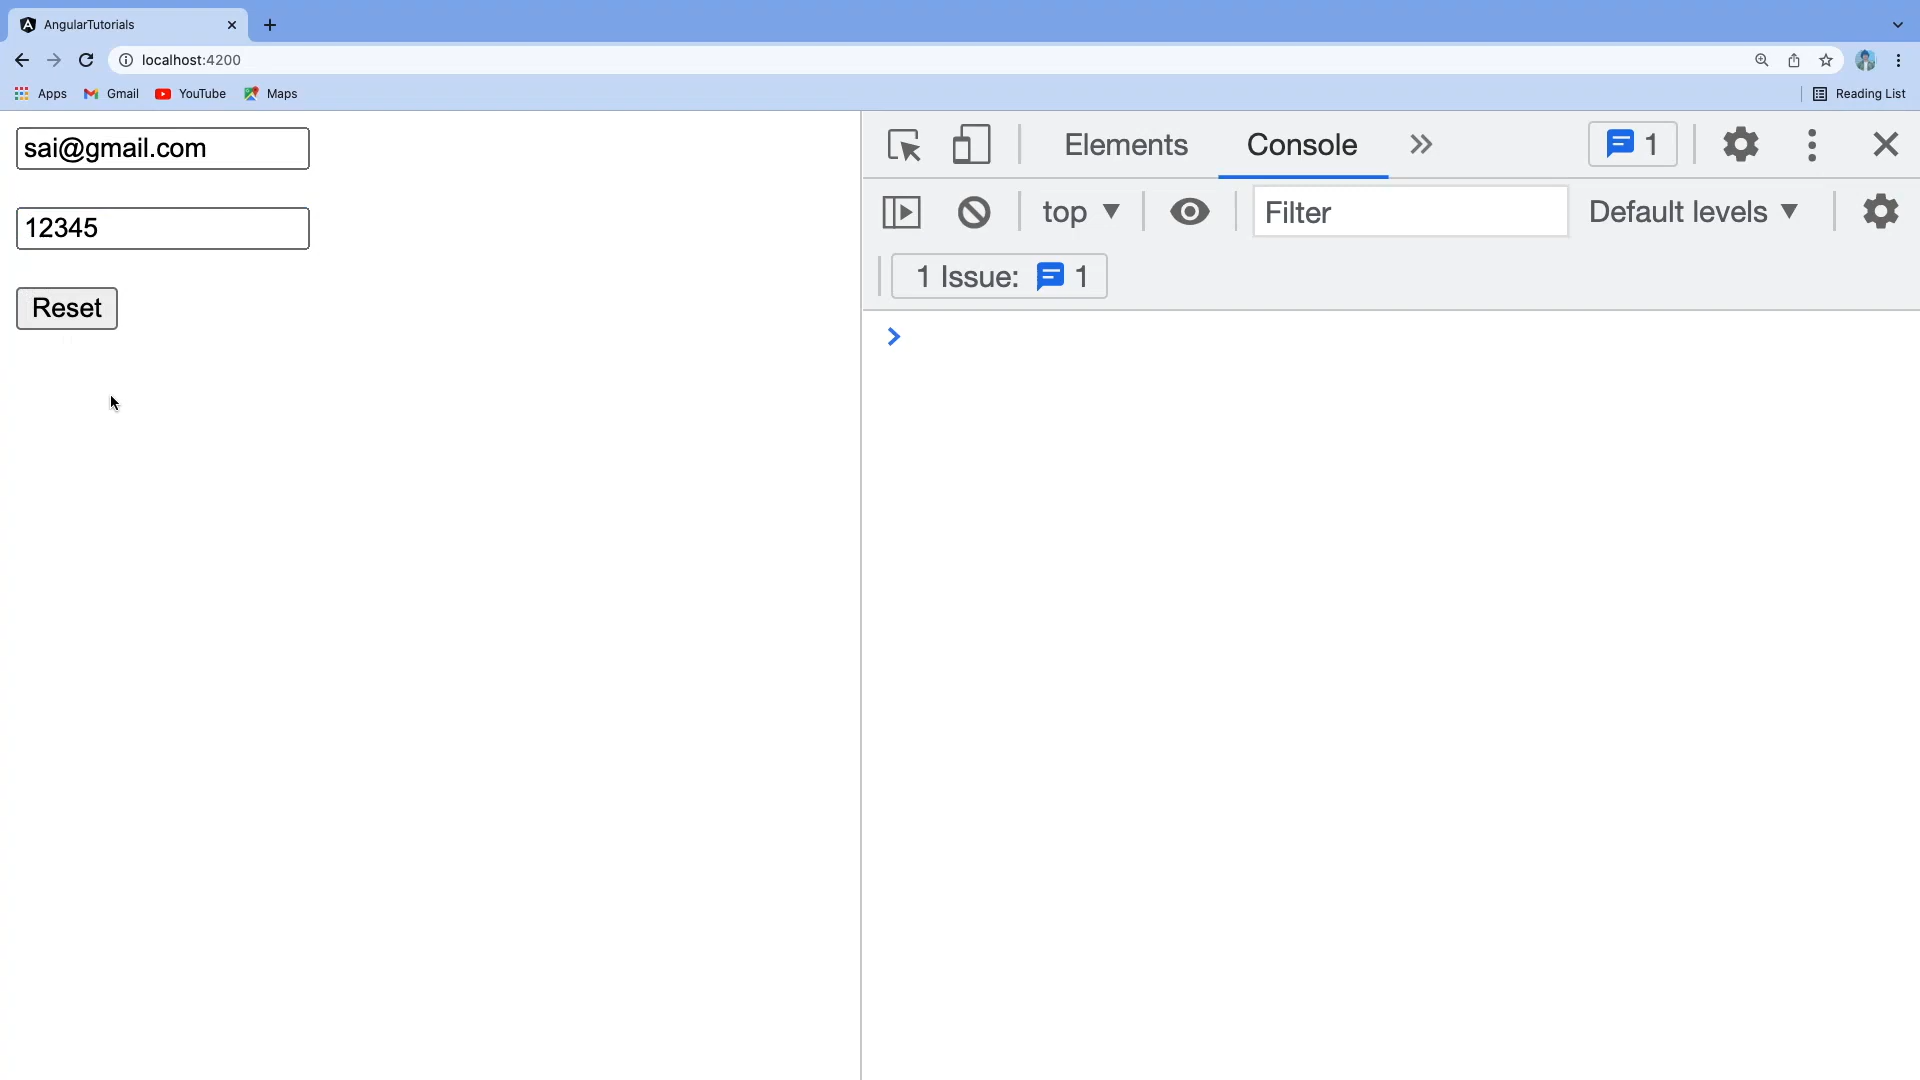 AngularTutorials
localhost:4200
Apps Gmail YouTube Maps Reading List
sai@gmail.com
12345
Reset
Elements Console 1
top Filter Default levels
1 Issue: 1